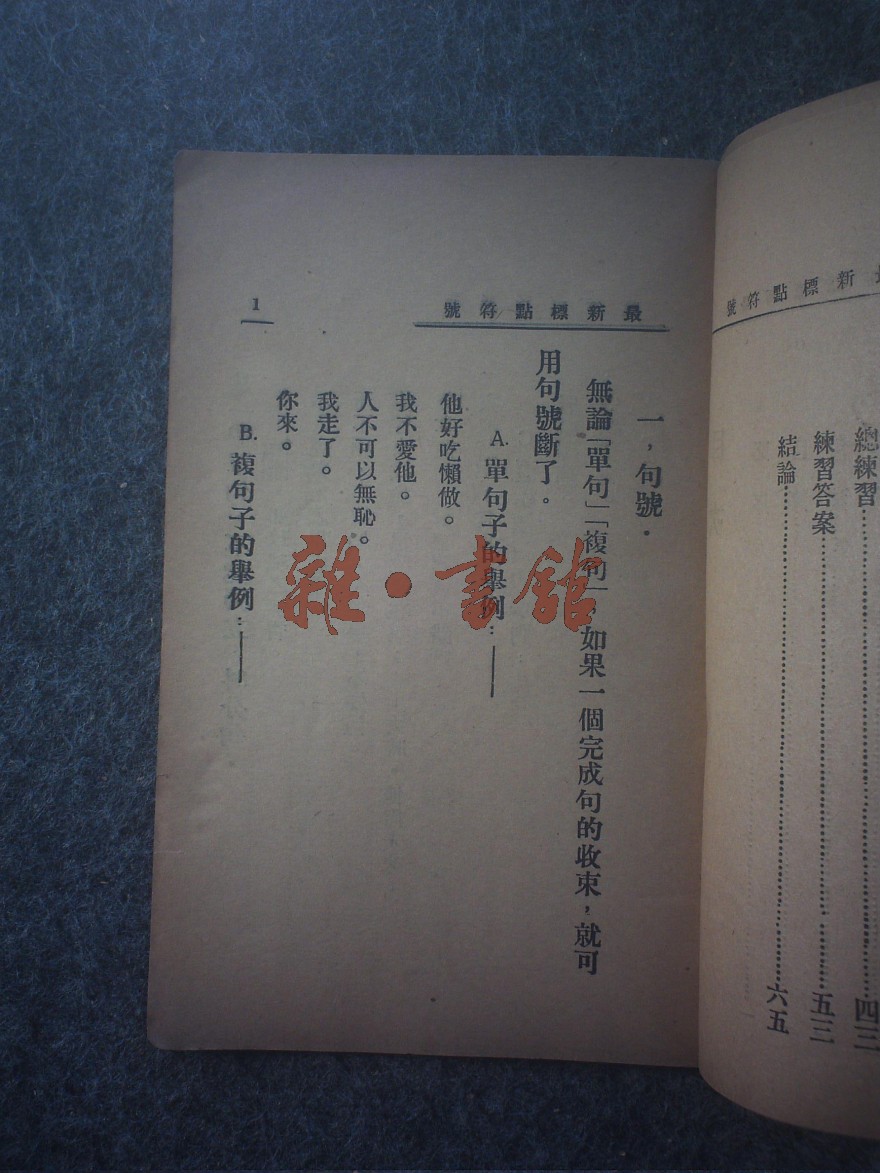 最新標點符號
總練習……四三
練習答案……五三
結論……六五
最新標點符號
1
一，句號．
無論「單句」「複句」，如果一個完成句的收束，就可
用句號斷了。
A. 單句子的舉例：——
他好吃懶做。
我不愛他。
人不可以無恥。
我走了。
你來。
B. 複句子的舉例：——
雜·書館